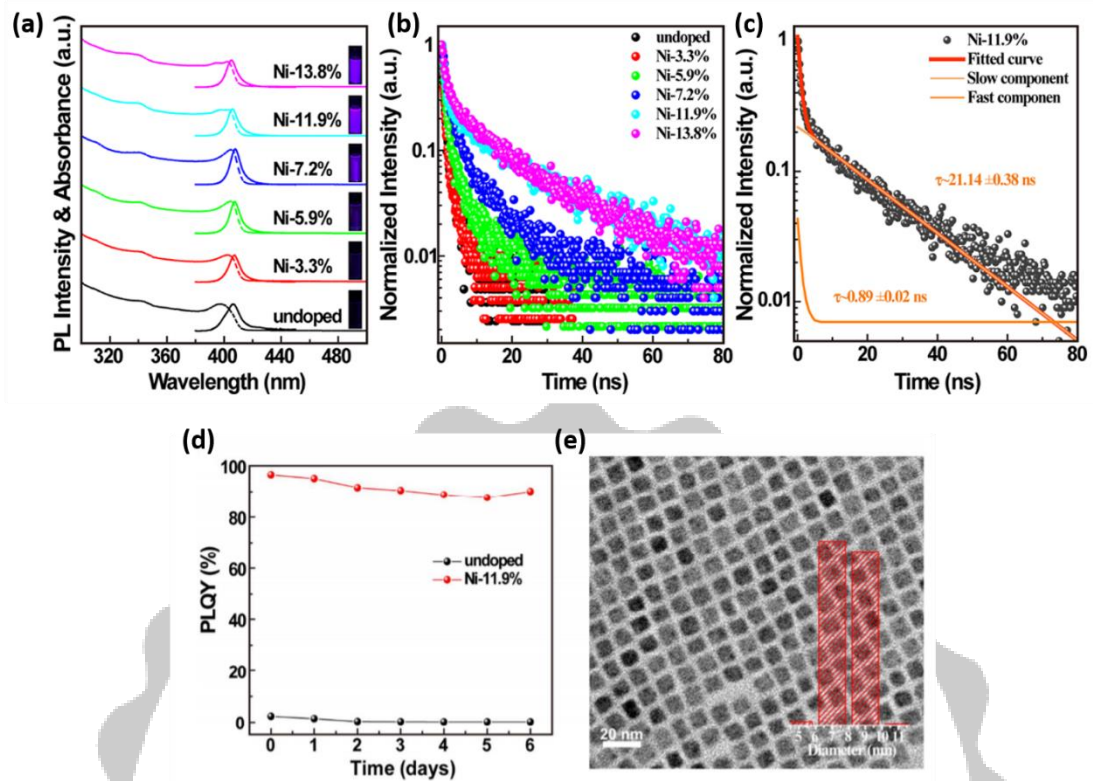 (a)
PL Intensity & Absorbance (a.u.)
Ni-13.8%
Ni-11.9%
Ni-7.2%
Ni-5.9%
Ni-3.3%
undoped
320 360 400 440 480
Wavelength (nm)
(b)
Normalized Intensity (a.u.)
1
0.1
0.01
undoped
Ni-3.3%
Ni-5.9%
Ni-7.2%
Ni-11.9%
Ni-13.8%
0 20 40 60 80
Time (ns)
(c)
Normalized Intensity (a.u.)
1
0.1
0.01
Ni-11.9%
Fitted curve
Slow component
Fast componen
τ~21.14 ±0.38 ns
τ~0.89 ±0.02 ns
0 20 40 60 80
Time (ns)
(d)
PLQY (%)
100
80
60
40
20
0
undoped
Ni-11.9%
0 1 2 3 4 5 6
Time (days)
(e)
20 nm
5 6 7 8 9 10 11
Diameter (nm)